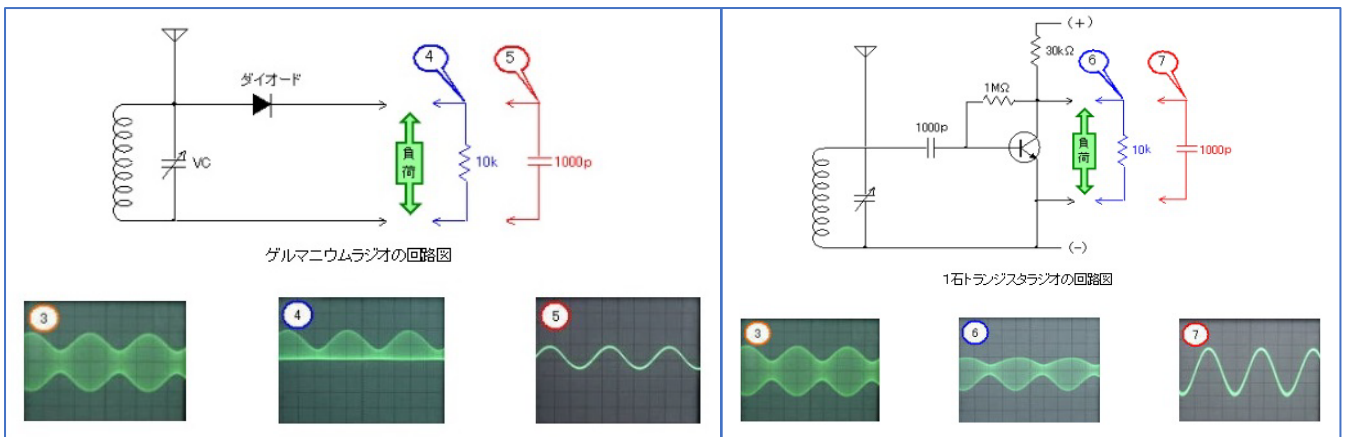 ダイオード
VC
負荷
④
10k
⑤
1000p
ゲルマニウムラジオの回路図
③
④
⑤
(+)
30kΩ
1MΩ
1000p
負荷
⑥
10k
⑦
1000p
(-)
1石トランジスタラジオの回路図
③
⑥
⑦